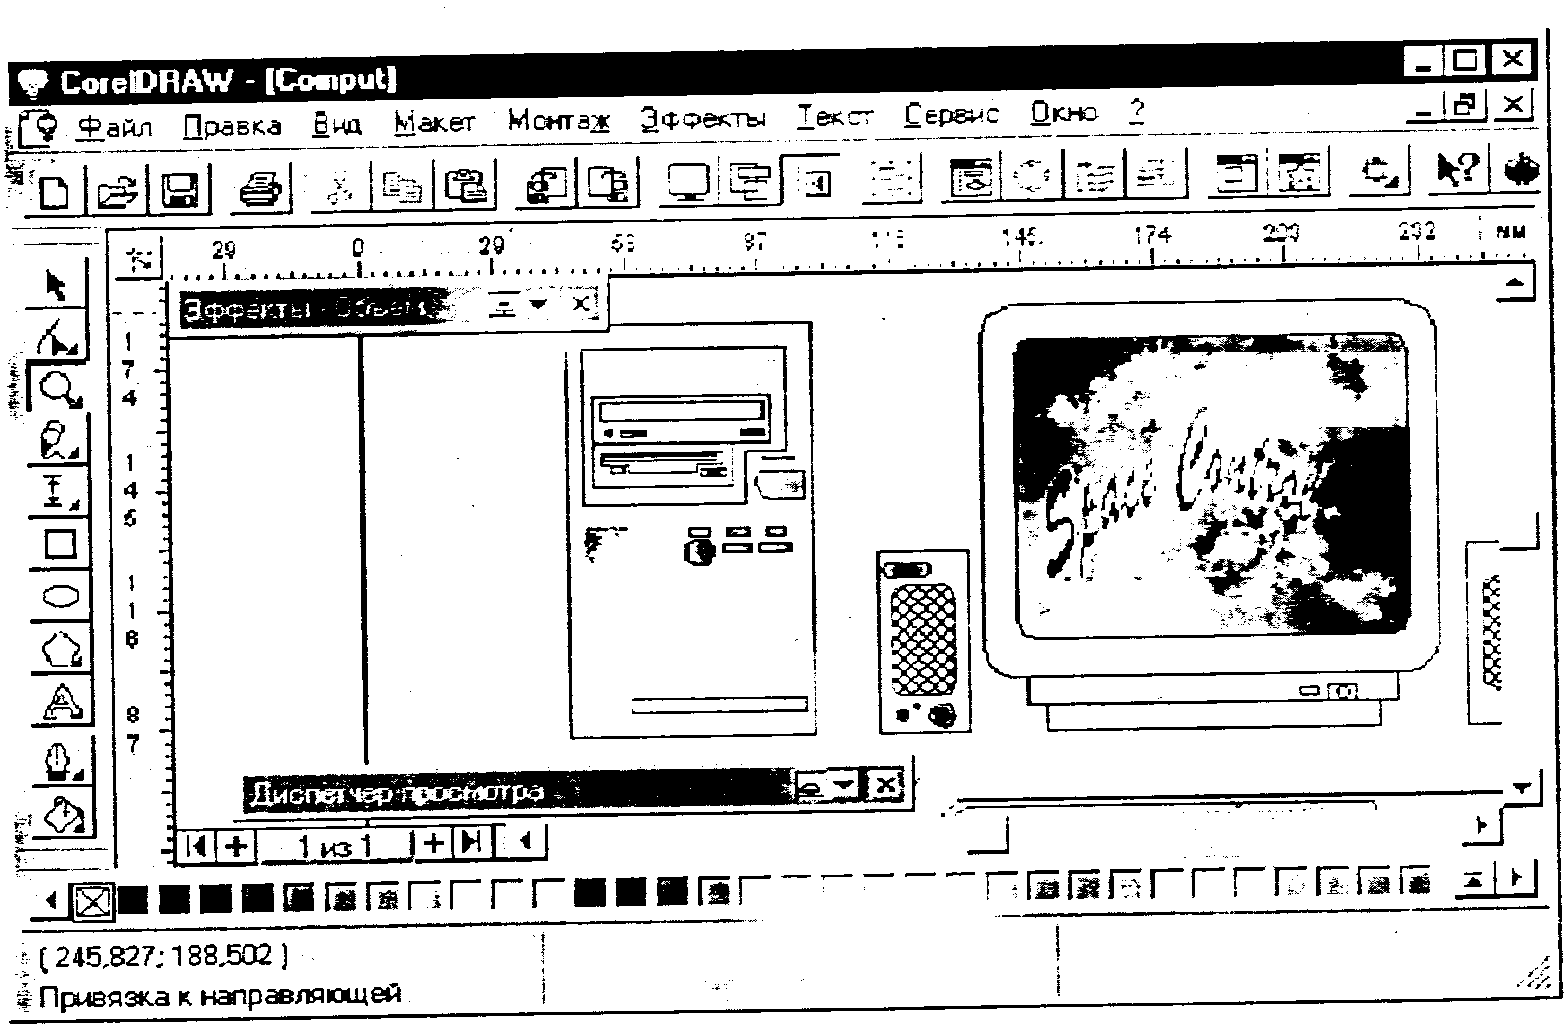 CorelDRAW - [Comput]
Файл Правка Вид Макет Монтаж Эффекты Текст Сервис Окно ?
29 0 29 58 87 116 145 174 203 232 мм
Эффекты - Объем
1
7
4
1
4
5
1
1
6
8
7
Диспетчер просмотра
1 из 1
( 245,827; 188,502 )
Привязка к направляющей